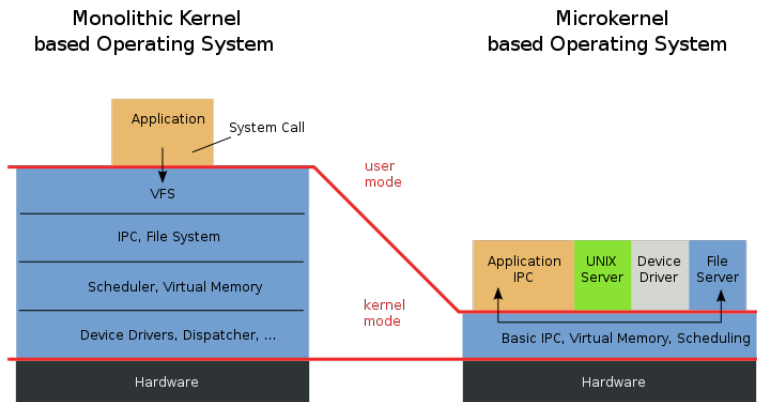 Monolithic Kernel
based Operating System
Microkernel
based Operating System
Application
System Call
VFS
IPC, File System
Scheduler, Virtual Memory
Device Drivers, Dispatcher, ...
Hardware
user
mode
kernel
mode
Application
IPC
UNIX
Server
Device
Driver
File
Server
Basic IPC, Virtual Memory, Scheduling
Hardware